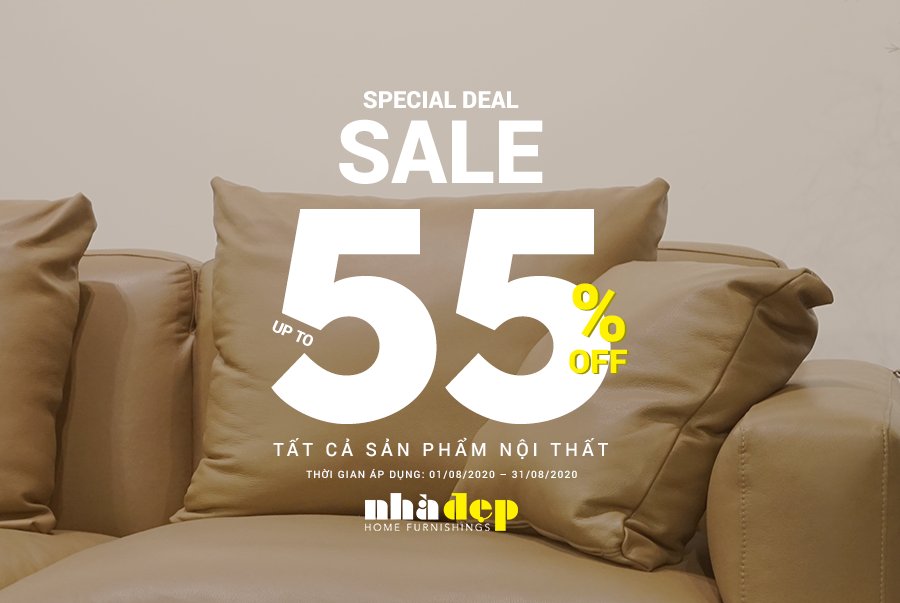 SPECIAL DEAL
SALE
UP TO
55
%
OFF
TẤT CẢ SẢN PHẨM NỘI THẤT
THỜI GIAN ÁP DỤNG: 01/08/2020 – 31/08/2020
nhàđẹp
HOME FURNISHINGS